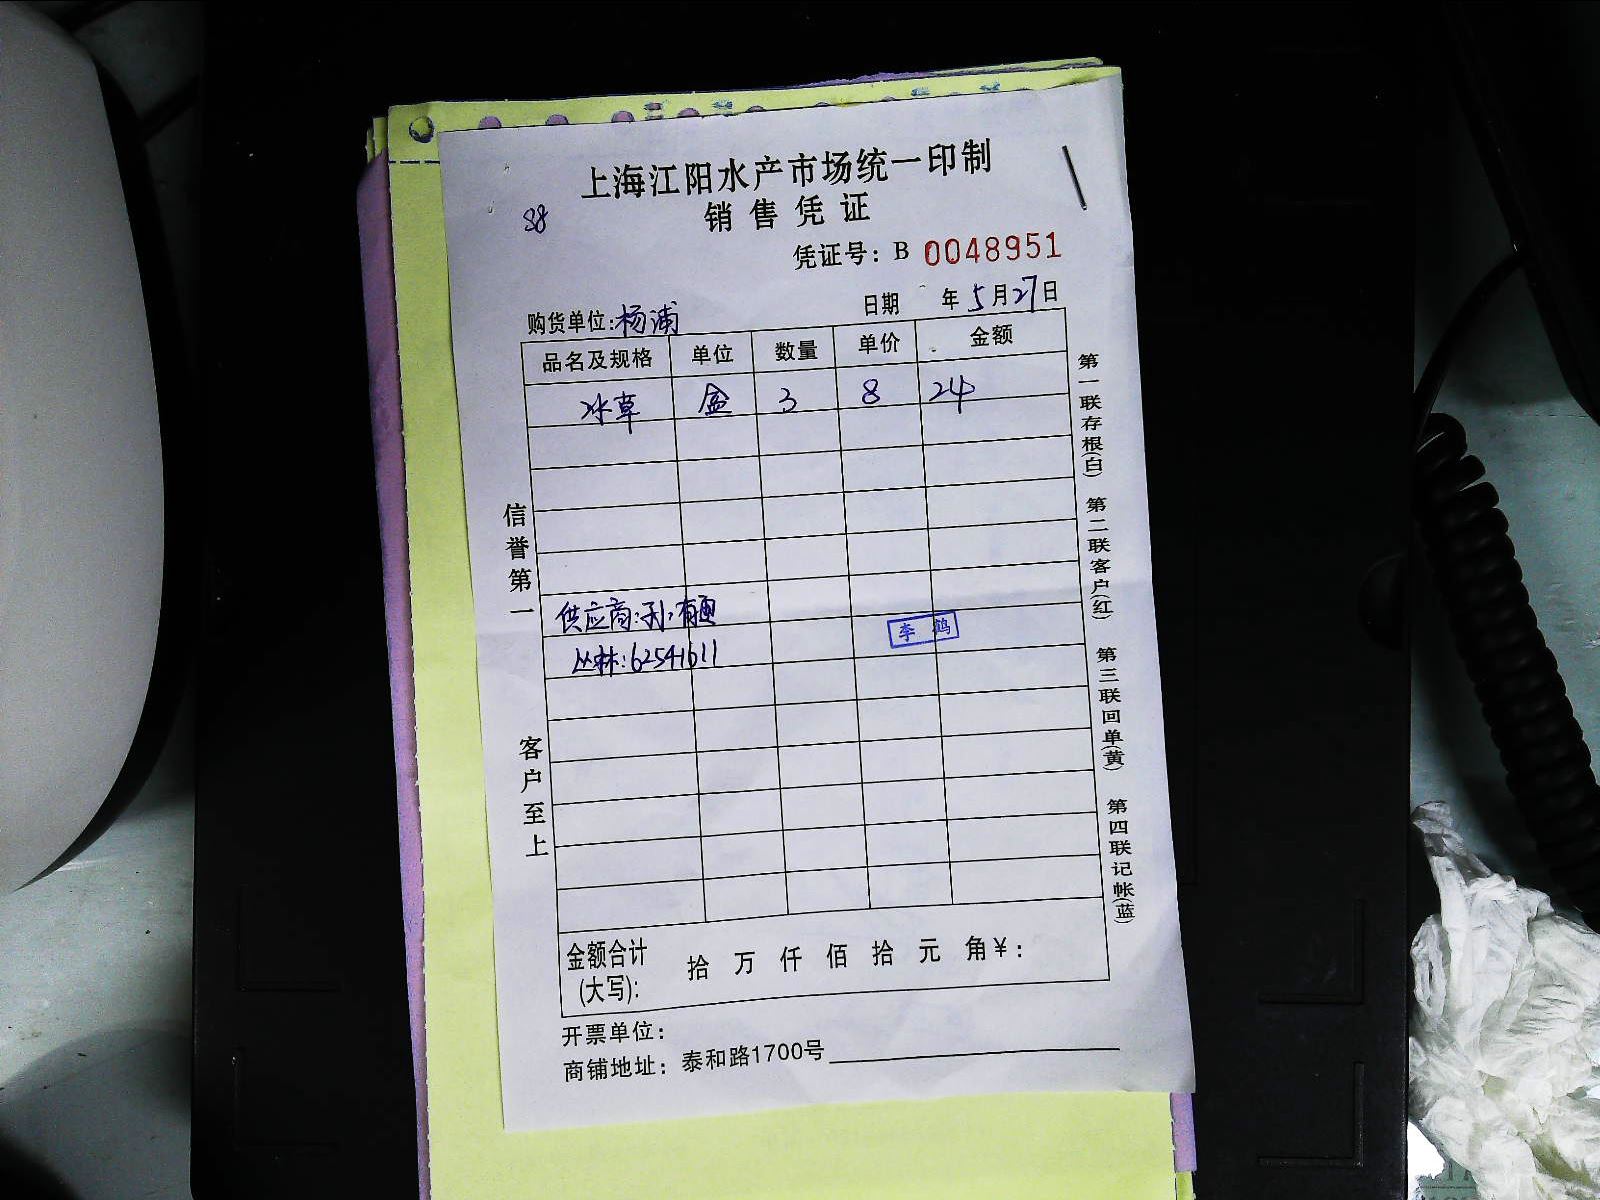 上海江阳水产市场统一印制
88
销售凭证
凭证号：B 0048951
购货单位:杨浦
日期 年 5月27日
品名及规格 单位 数量 单价 金额
冰草 盒 3 8 24
供应商:孙有通
丛林:62541611
李鹤
信誉第一
客户至上
第一联存根(白)
第二联客户(红)
第三联回单(黄)
第四联记帐(蓝)
金额合计(大写): 拾 万 仟 佰 拾 元 角￥:
开票单位：
商铺地址：泰和路1700号